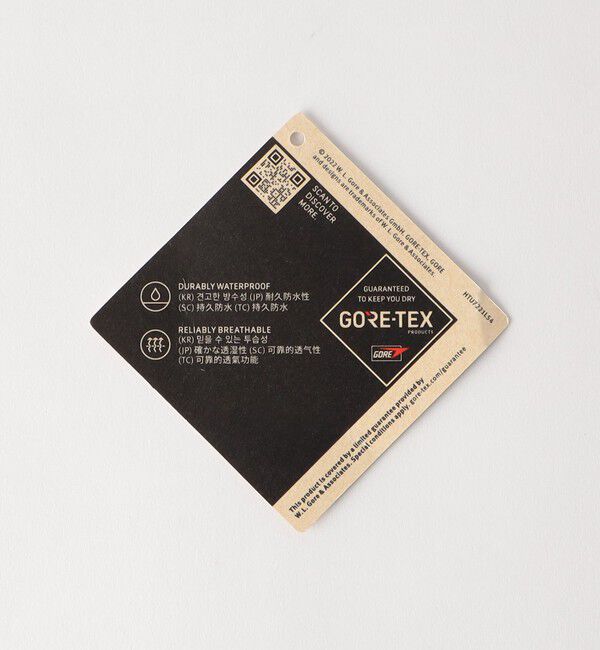 © 2022 W. L. Gore & Associates GmbH. GORE-TEX, GORE
and designs are trademarks of W. L. Gore & Associates.
SCAN TO
DISCOVER
MORE.
HTU7221LS4
DURABLY WATERPROOF
(KR) 견고한 방수성 (JP) 耐久防水性
(SC) 持久防水 (TC) 持久防水
RELIABLY BREATHABLE
(KR) 믿을 수 있는 투습성
(JP) 確かな透湿性 (SC) 可靠的透气性
(TC) 可靠的透氣功能
GUARANTEED
TO KEEP YOU DRY
GORE-TEX
PRODUCTS
GORE
This product is covered by a limited guarantee provided by
W. L. Gore & Associates. Special conditions apply. gore-tex.com/guarantee